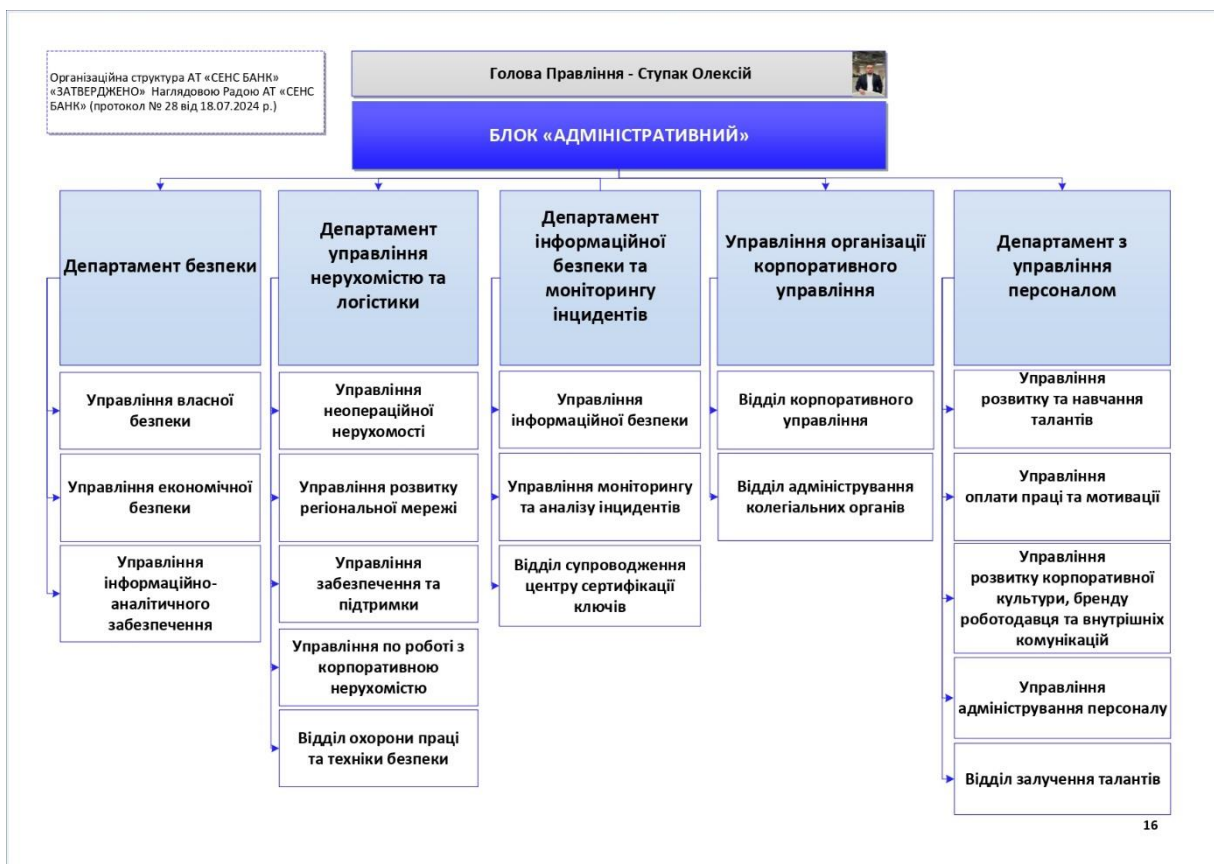 Організаційна структура АТ «СЕНС БАНК»
«ЗАТВЕРДЖЕНО» Наглядовою Радою АТ «СЕНС
БАНК» (протокол № 28 від 18.07.2024 р.)
Голова Правління - Ступак Олексій
БЛОК «АДМІНІСТРАТИВНИЙ»
Департамент безпеки
Управління власної
безпеки
Управління економічної
безпеки
Управління
інформаційно-
аналітичного
забезпечення
Департамент
управління
нерухомістю та
логістики
Управління
неопераційної
нерухомості
Управління розвитку
регіональної мережі
Управління
забезпечення та
підтримки
Управління по роботі з
корпоративною
нерухомістю
Відділ охорони праці
та техніки безпеки
Департамент
інформаційної
безпеки та
моніторингу
інцидентів
Управління
інформаційної безпеки
Управління моніторингу
та аналізу інцидентів
Відділ супроводження
центру сертифікації
ключів
Управління організації
корпоративного
управління
Відділ корпоративного
управління
Відділ адміністрування
колегіальних органів
Департамент з
управління
персоналом
Управління
розвитку та навчання
талантів
Управління
оплати праці та мотивації
Управління
розвитку корпоративної
культури, бренду
роботодавця та внутрішніх
комунікацій
Управління
адміністрування персоналу
Відділ залучення талантів
16